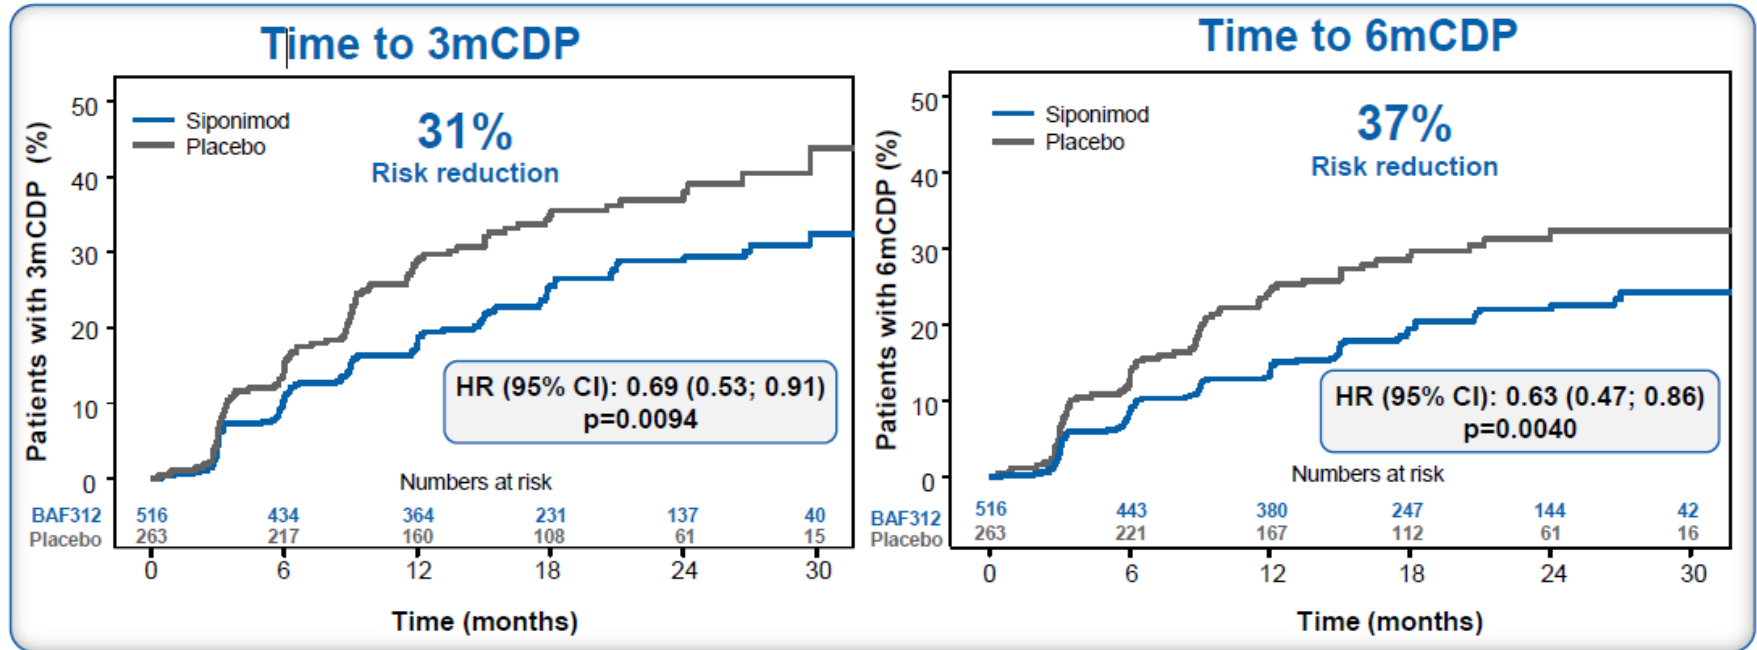 Time to 3mCDP
Patients with 3mCDP (%)
50
40
30
20
10
0
Siponimod
Placebo
31%
Risk reduction
HR (95% CI): 0.69 (0.53; 0.91)
p=0.0094
Numbers at risk
BAF312 516 434 364 231 137 40
Placebo 263 217 160 108 61 15
0 6 12 18 24 30
Time (months)
Time to 6mCDP
Patients with 6mCDP (%)
50
40
30
20
10
0
Siponimod
Placebo
37%
Risk reduction
HR (95% CI): 0.63 (0.47; 0.86)
p=0.0040
Numbers at risk
BAF312 516 443 380 247 144 42
Placebo 263 221 167 112 61 16
0 6 12 18 24 30
Time (months)